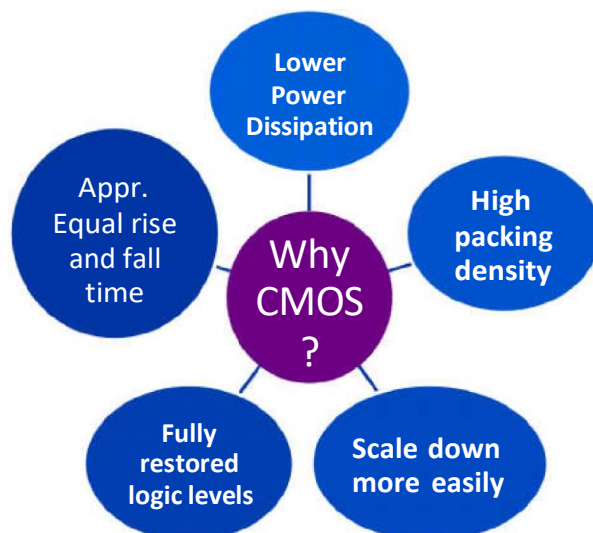 Lower
Power
Dissipation
High
packing
density
Scale down
more easily
Fully
restored
logic levels
Appr.
Equal rise
and fall
time
Why
CMOS
?